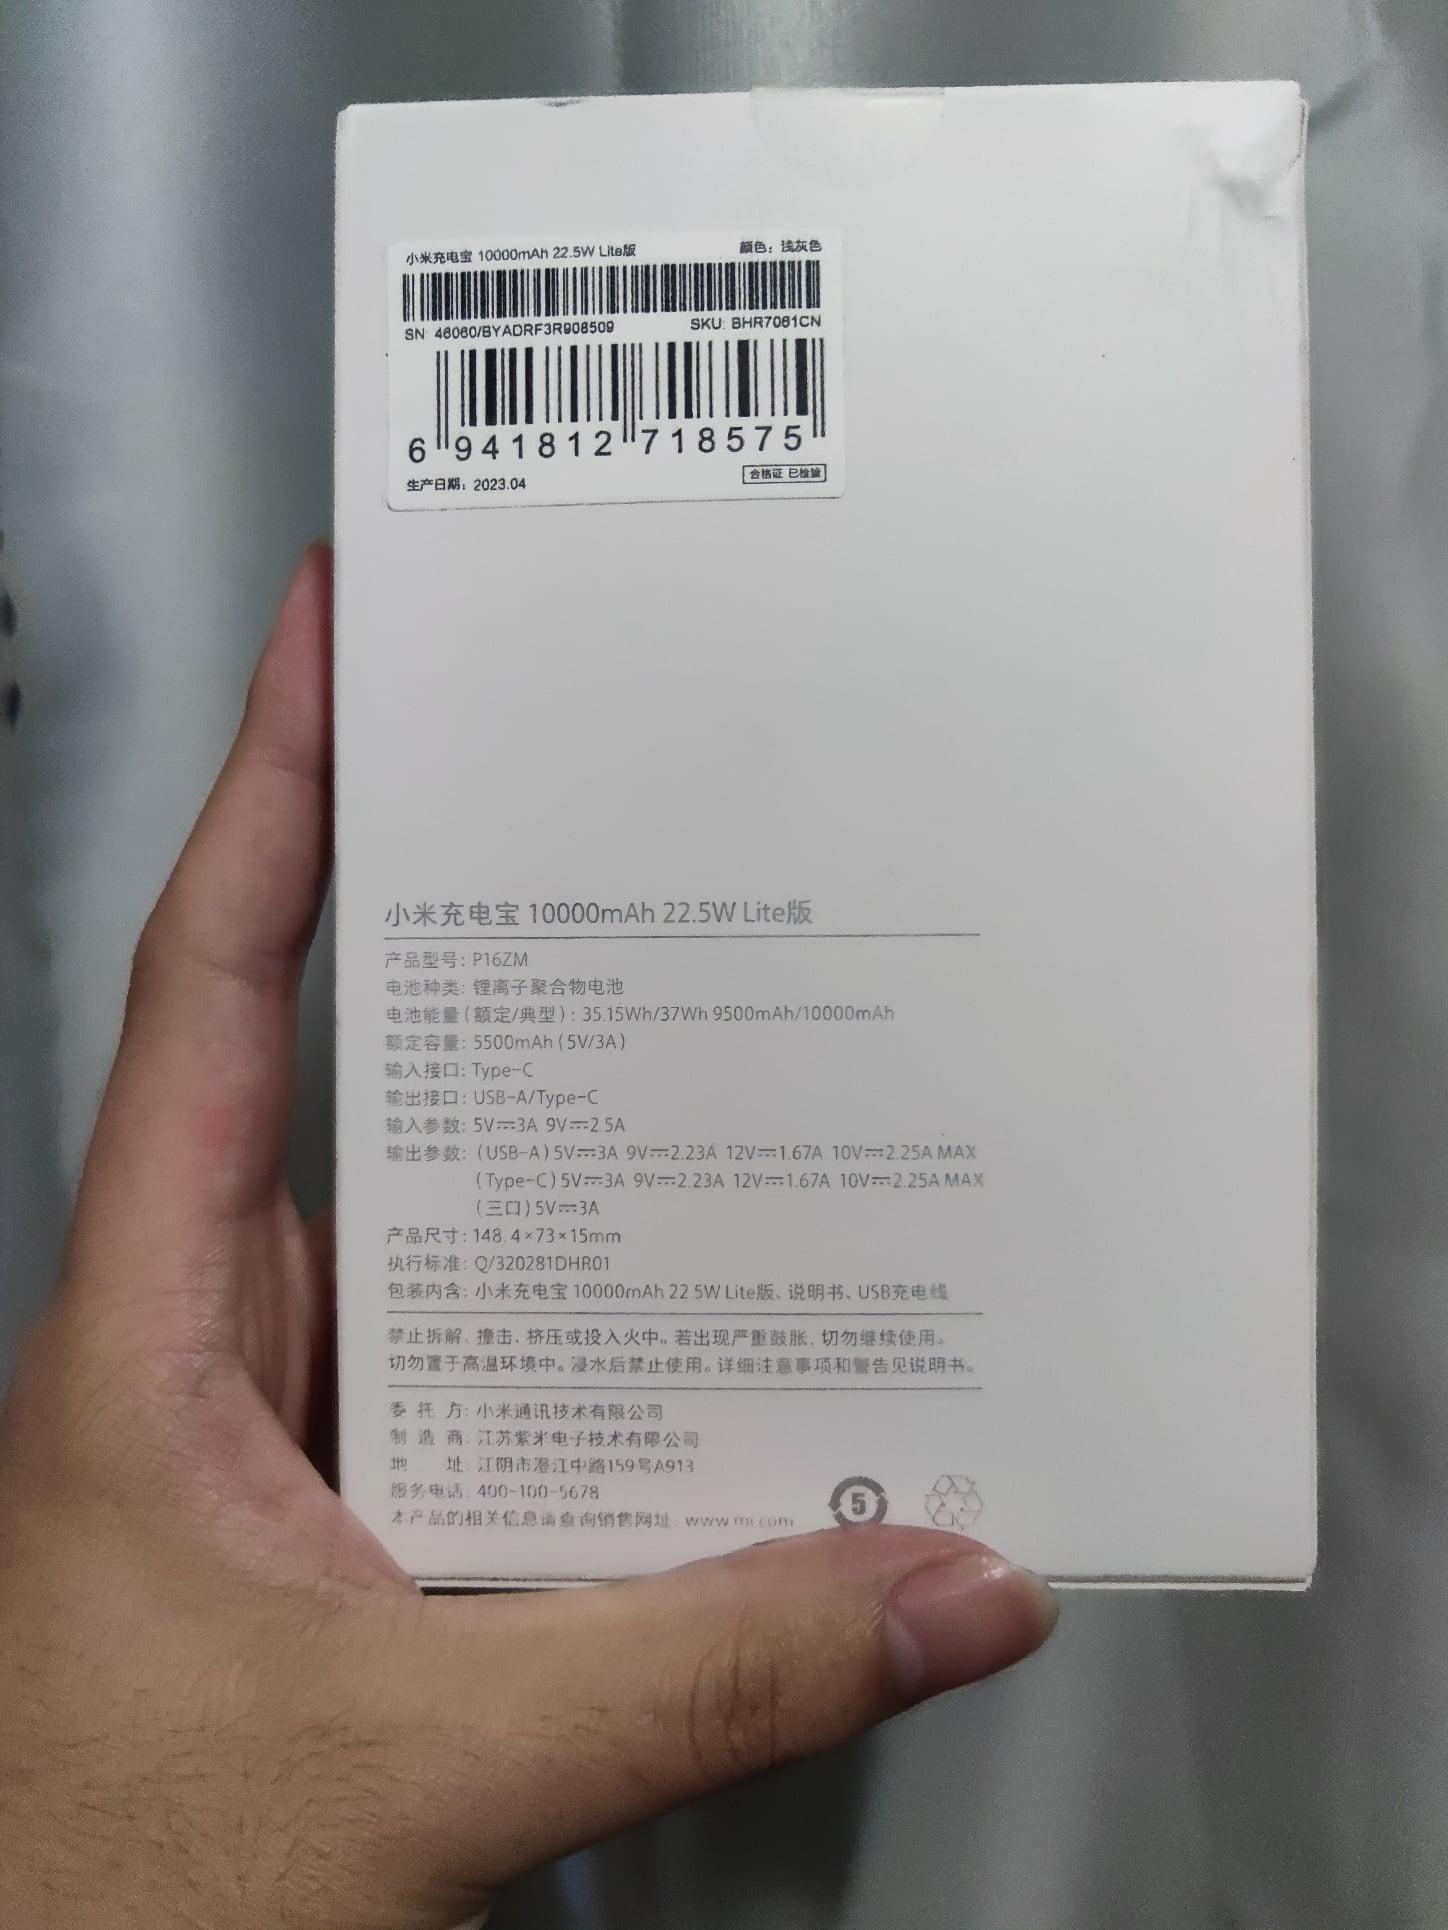 小米充电宝 10000mAh 22.5W Lite版 颜色：浅灰色
SN: 46060/BYADRF3R908509 SKU: BHR7061CN
6 941812 718575
生产日期：2023.04 合格证 已检验
小米充电宝 10000mAh 22.5W Lite版
产品型号: P16ZM
电池种类: 锂离子聚合物电池
电池能量(额定/典型): 35.15Wh/37Wh 9500mAh/10000mAh
额定容量: 5500mAh (5V/3A)
输入接口: Type-C
输出接口: USB-A/Type-C
输入参数: 5V⎓3A 9V⎓2.5A
输出参数: (USB-A) 5V⎓3A 9V⎓2.23A 12V⎓1.67A 10V⎓2.25A MAX
(Type-C) 5V⎓3A 9V⎓2.23A 12V⎓1.67A 10V⎓2.25A MAX
(三口) 5V⎓3A
产品尺寸: 148.4×73×15mm
执行标准: Q/320281DHR01
包装内含: 小米充电宝 10000mAh 22.5W Lite版、说明书、USB充电线
禁止拆解、撞击、挤压或投入火中。若出现严重鼓胀，切勿继续使用。
切勿置于高温环境中。浸水后禁止使用。详细注意事项和警告见说明书。
委托方: 小米通讯技术有限公司
制造商: 江苏紫米电子技术有限公司
地址: 江阴市澄江中路159号A913
服务电话: 400-100-5678
本产品的相关信息请查询销售网址: www.mi.com
5